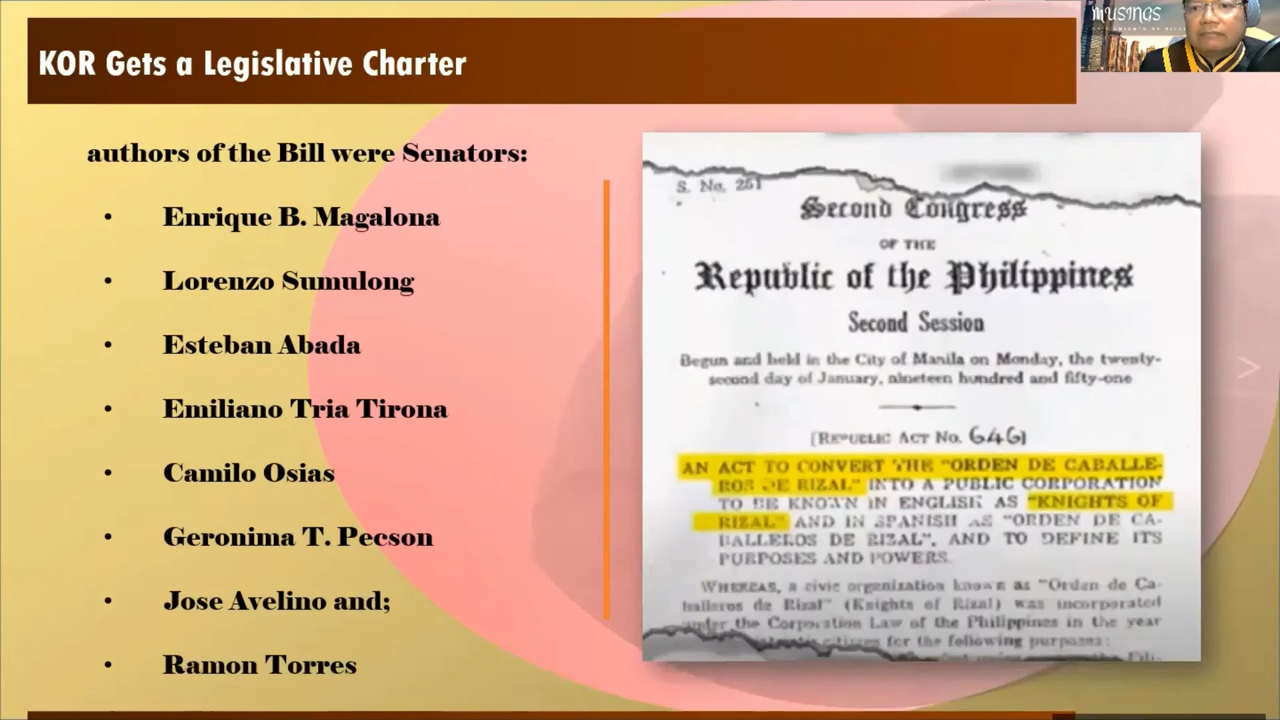 KOR Gets a Legislative Charter
MUSINGS
authors of the Bill were Senators:
• Enrique B. Magalona
• Lorenzo Sumulong
• Esteban Abada
• Emiliano Tria Tirona
• Camilo Osias
• Geronima T. Pecson
• Jose Avelino and;
• Ramon Torres
S. No. 251
Second Congress
OF THE
Republic of the Philippines
Second Session
Begun and held in the City of Manila on Monday, the twenty-
second day of January, nineteen hundred and fifty-one
[REPUBLIC ACT NO. 646]
AN ACT TO CONVERT THE "ORDEN DE CABALLE-
ROS DE RIZAL" INTO A PUBLIC CORPORATION
TO BE KNOWN IN ENGLISH AS "KNIGHTS OF
RIZAL" AND IN SPANISH AS "ORDEN DE CA-
BALLEROS DE RIZAL", AND TO DEFINE ITS
PURPOSES AND POWERS.
WHEREAS, a civic organization known as "Orden de Ca-
balleros de Rizal" (Knights of Rizal) was incorporated
under the Corporation Law of the Philippines in the year
citizens for the following purposes: